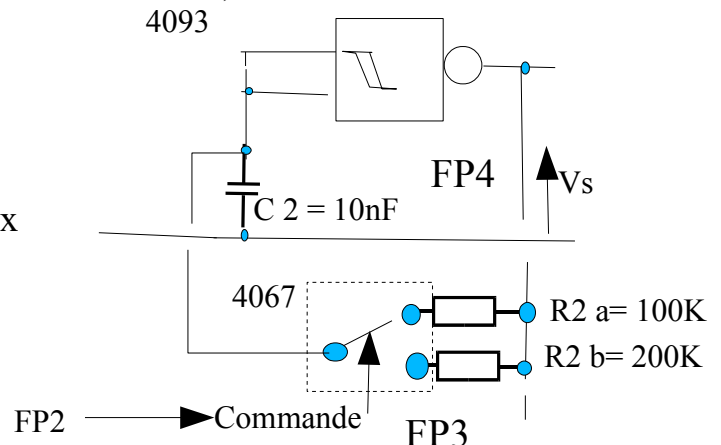 4093
FP4
Vs
C 2 = 10nF
x
4067
R2 a= 100K
R2 b= 200K
FP2
Commande
FP3